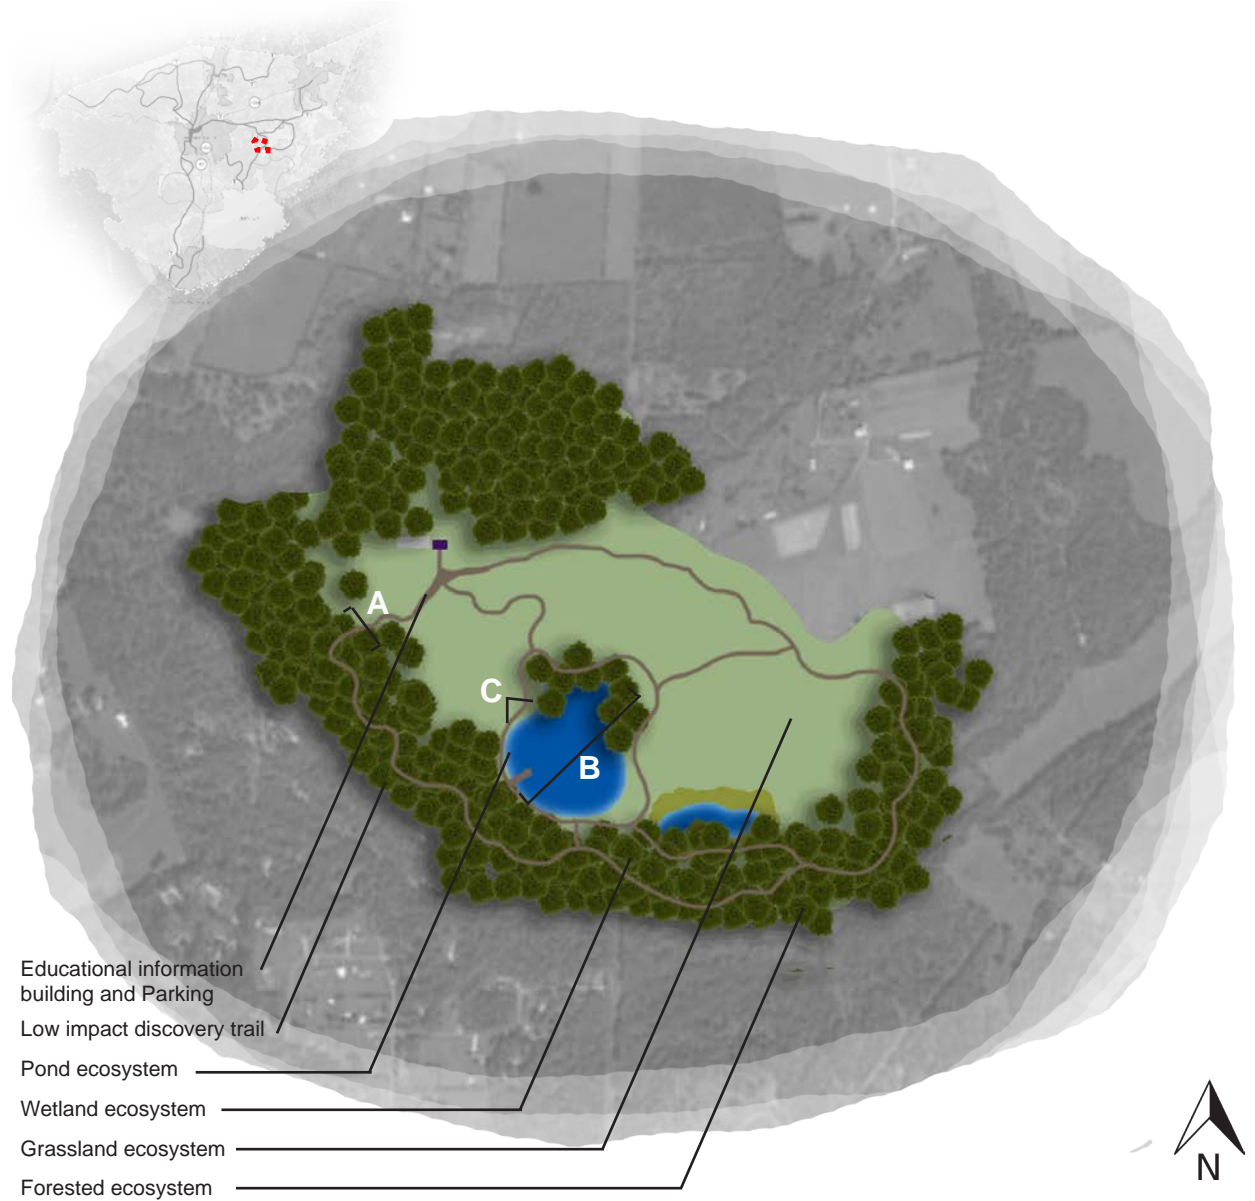 A
C
B
Educational information
building and Parking
Low impact discovery trail
Pond ecosystem
Wetland ecosystem
Grassland ecosystem
Forested ecosystem
N